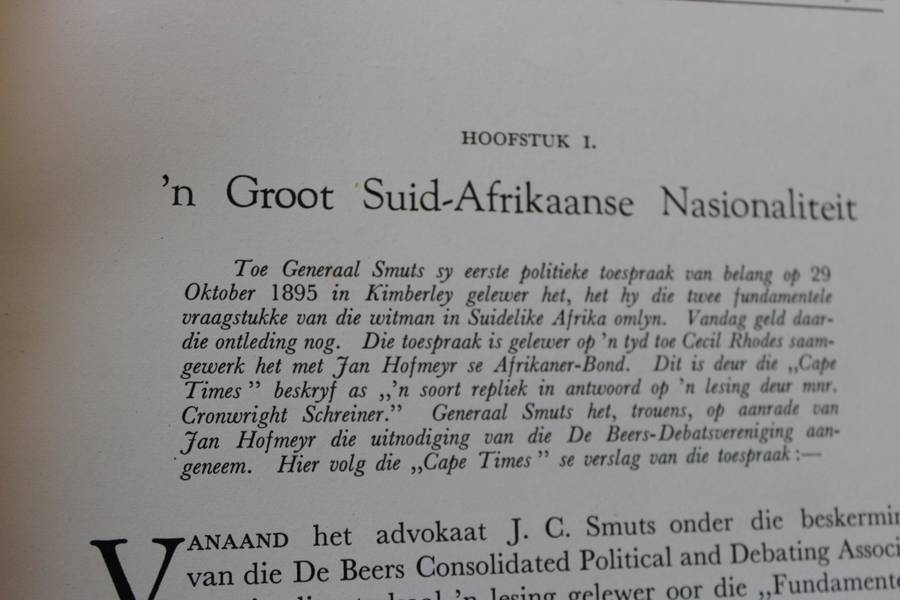 HOOFSTUK I.
'n Groot Suid-Afrikaanse Nasionaliteit
Toe Generaal Smuts sy eerste politieke toespraak van belang op 29
Oktober 1895 in Kimberley gelewer het, het hy die twee fundamentele
vraagstukke van die witman in Suidelike Afrika omlyn. Vandag geld daar-
die ontleding nog. Die toespraak is gelewer op 'n tyd toe Cecil Rhodes saam-
gewerk het met Jan Hofmeyr se Afrikaner-Bond. Dit is deur die „Cape
Times” beskryf as „'n soort repliek in antwoord op 'n lesing deur mnr.
Cronwright Schreiner.” Generaal Smuts het, trouens, op aanrade van
Jan Hofmeyr die uitnodiging van die De Beers-Debatsvereniging aan-
geneem. Hier volg die „Cape Times” se verslag van die toespraak:—
VANAAND het advokaat J. C. Smuts onder die beskermin
van die De Beers Consolidated Political and Debating Associ
'n lesing gelewer oor die „Fundamente